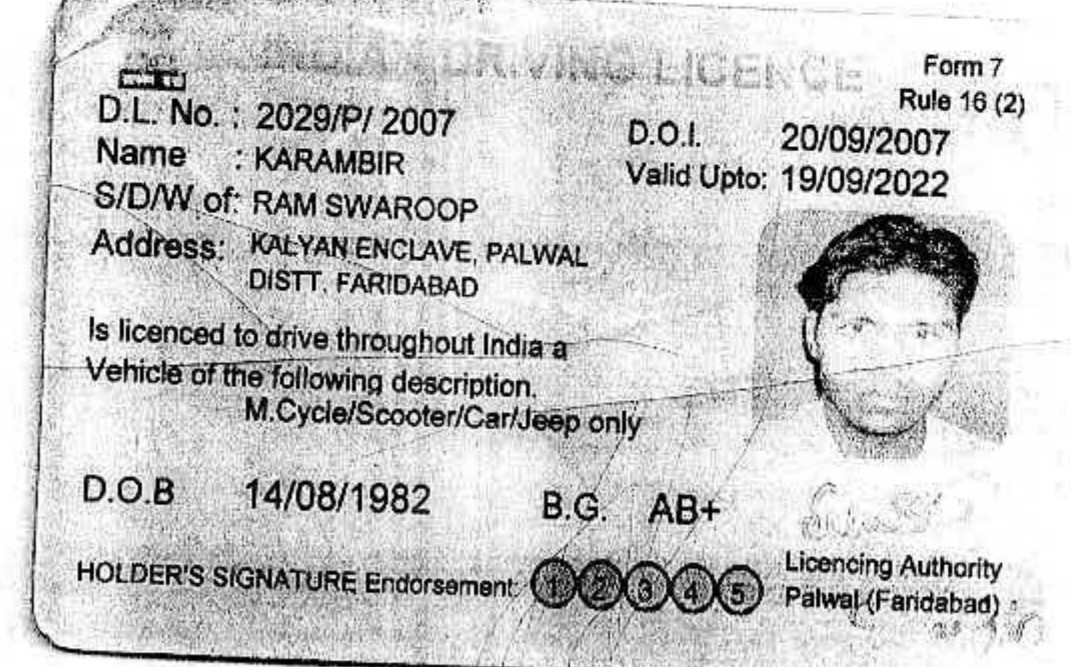 INDIAN DRIVING LICENCE
Form 7
Rule 16 (2)
D.L. No. : 2029/P/ 2007
D.O.I. 20/09/2007
Name : KARAMBIR
Valid Upto: 19/09/2022
S/D/W of: RAM SWAROOP
Address: KALYAN ENCLAVE, PALWAL
DISTT. FARIDABAD
Is licenced to drive throughout India a
Vehicle of the following description.
M.Cycle/Scooter/Car/Jeep only
D.O.B 14/08/1982 B.G. AB+
HOLDER'S SIGNATURE Endorsement: 1 2 3 4 5
Licencing Authority
Palwal (Faridabad)